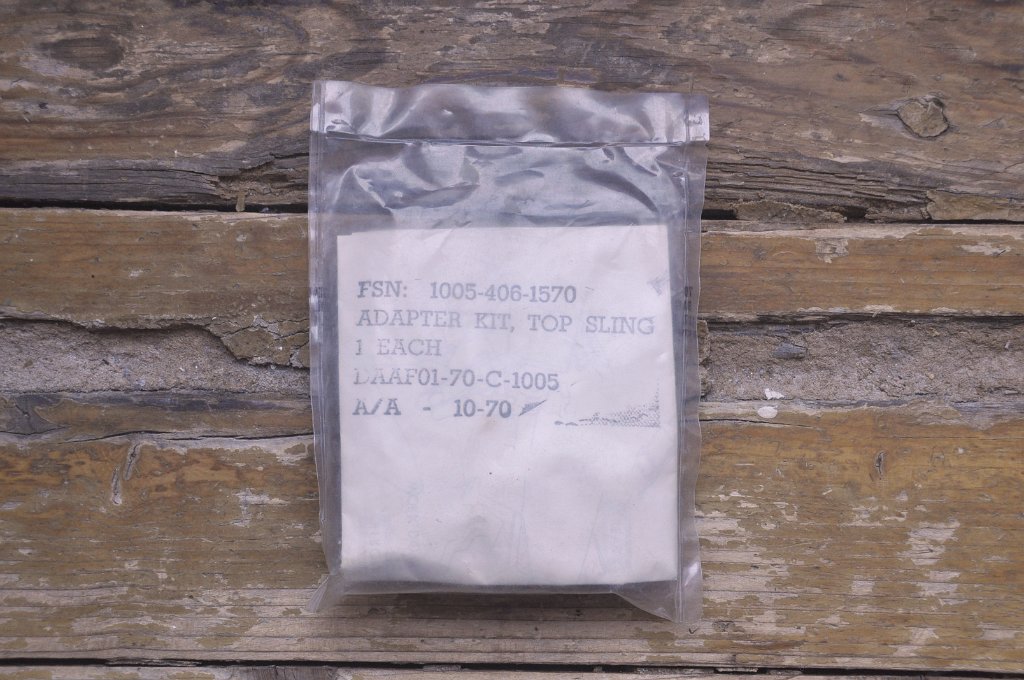 FSN: 1005-406-1570
ADAPTER KIT, TOP SLING
1 EACH
DAAF01-70-C-1005
A/A - 10-70